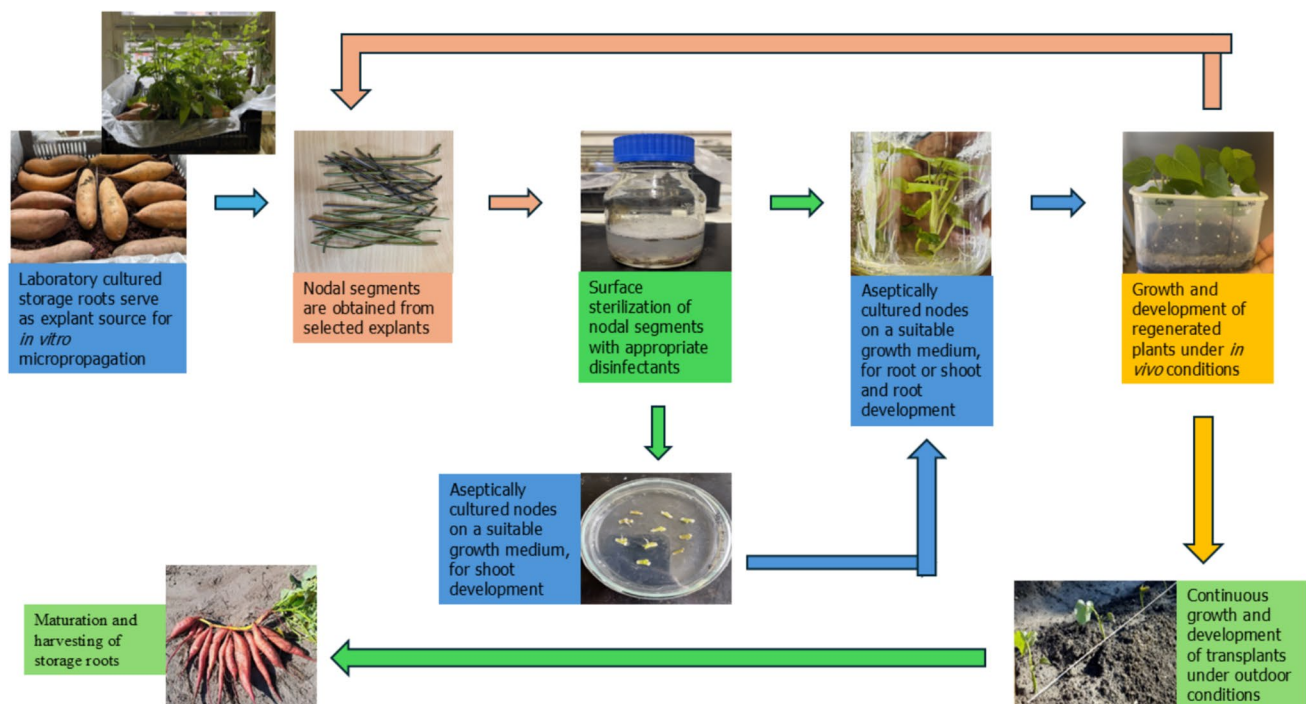 Laboratory cultured
storage roots serve
as explant source for
in vitro
micropropagation
Nodal segments
are obtained from
selected explants
Surface
sterilization of
nodal segments
with appropriate
disinfectants
Aseptically
cultured nodes
on a suitable
growth medium,
for root or shoot
and root
development
Growth and
development of
regenerated
plants under in
vivo conditions
Aseptically
cultured nodes
on a suitable
growth medium,
for shoot
development
Continuous
growth and
development
of transplants
under outdoor
conditions
Maturation and
harvesting of
storage roots